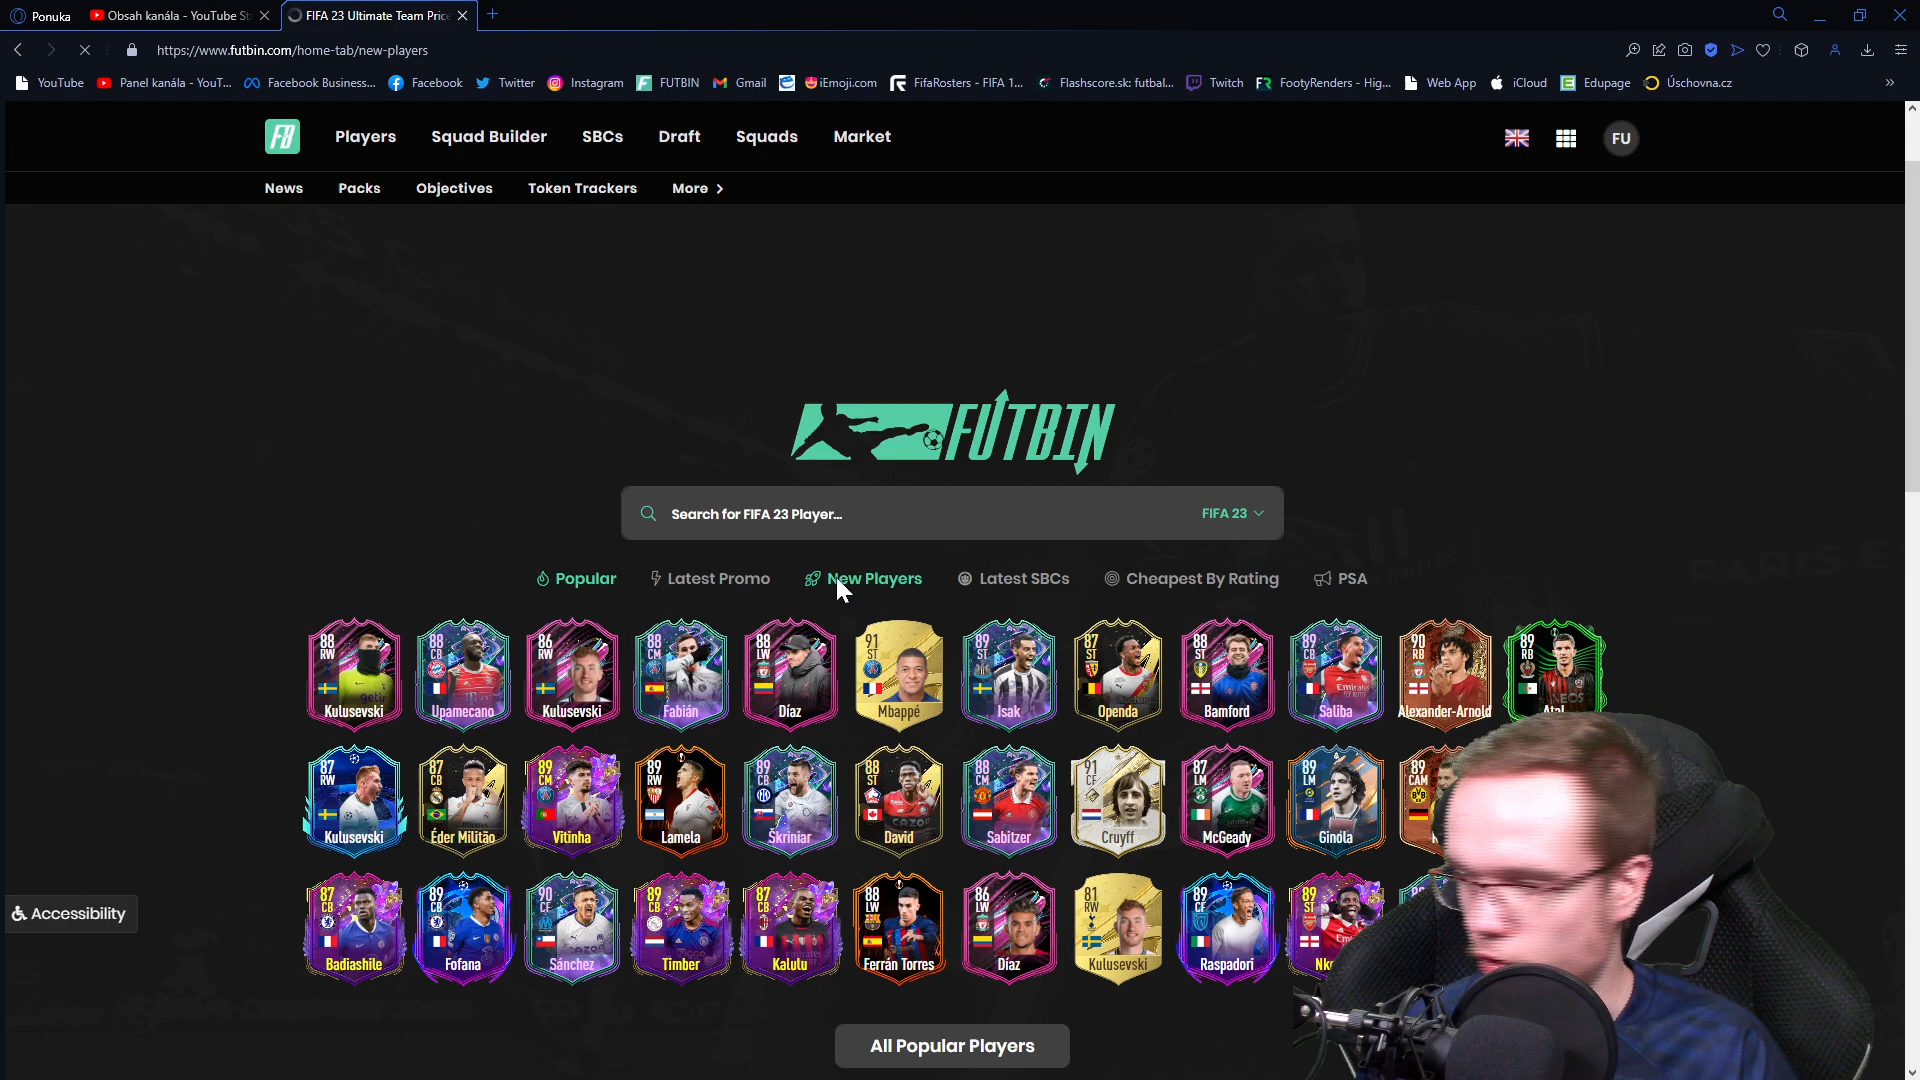 Ponuka
Obsah kanála - YouTube St
FIFA 23 Ultimate Team Price
https://www.futbin.com/home-tab/new-players
YouTube
Panel kanála - YouT...
Facebook Business...
Facebook
Twitter
Instagram
FUTBIN
Gmail
iEmoji.com
FifaRosters - FIFA 1...
Flashscore.sk: futbal...
Twitch
FootyRenders - Hig...
Web App
iCloud
Edupage
Úschovna.cz
FB
Players
Squad Builder
SBCs
Draft
Squads
Market
FU
News
Packs
Objectives
Token Trackers
More
FUTBIN
Search for FIFA 23 Player...
FIFA 23
Popular
Latest Promo
New Players
Latest SBCs
Cheapest By Rating
PSA
88 RW Kulusevski
88 CB Upamecano
86 RW Kulusevski
88 CM Fabián
88 LW Díaz
91 ST Mbappé
89 ST Isak
87 ST Openda
88 ST Bamford
89 CB Saliba
90 RB Alexander-Arnold
89 RB Atal
87 RW Kulusevski
87 CB Éder Militão
89 CM Vitinha
89 RW Lamela
89 CB Škriniar
88 ST David
88 CM Sabitzer
91 CF Cruyff
87 LM McGeady
89 LM Ginola
89 CAM
87 CB Badiashile
89 CB Fofana
90 CF Sánchez
89 CB Timber
87 CB Kalulu
88 LW Ferrán Torres
86 LW Díaz
81 RW Kulusevski
89 CF Raspadori
89 ST
Accessibility
All Popular Players